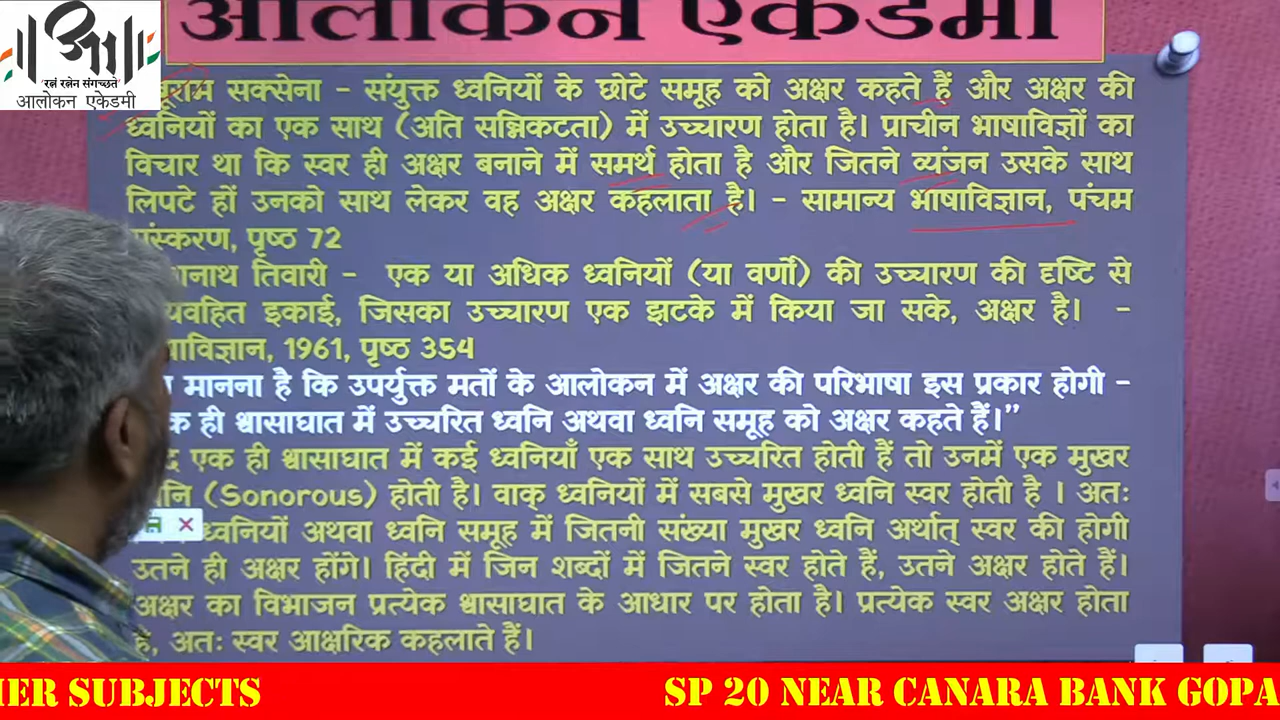 आलोकन एकेडमी
रत्नं रत्नेन संगच्छते
आलोकन एकेडमी
सक्सेना - संयुक्त ध्वनियों के छोटे समूह को अक्षर कहते हैं और अक्षर की
ध्वनियों का एक साथ (अति सन्निकटता) में उच्चारण होता है। प्राचीन भाषाविज्ञों का
विचार था कि स्वर ही अक्षर बनाने में समर्थ होता है और जितने व्यंजन उसके साथ
लिपटे हों उनको साथ लेकर वह अक्षर कहलाता है। - सामान्य भाषाविज्ञान, पंचम
संस्करण, पृष्ठ 72
तिवारी - एक या अधिक ध्वनियों (या वर्णों) की उच्चारण की दृष्टि से
इकाई, जिसका उच्चारण एक झटके में किया जा सके, अक्षर है। -
1961, पृष्ठ 354
मानना है कि उपर्युक्त मतों के आलोकन में अक्षर की परिभाषा इस प्रकार होगी -
ही श्वासाघात में उच्चरित ध्वनि अथवा ध्वनि समूह को अक्षर कहते हैं।”
एक ही श्वासाघात में कई ध्वनियाँ एक साथ उच्चरित होती हैं तो उनमें एक मुखर
(Sonorous) होती है। वाक् ध्वनियों में सबसे मुखर ध्वनि स्वर होती है । अतः
ध्वनियों अथवा ध्वनि समूह में जितनी संख्या मुखर ध्वनि अर्थात् स्वर की होगी
उतने ही अक्षर होंगे। हिंदी में जिन शब्दों में जितने स्वर होते हैं, उतने अक्षर होते हैं।
अक्षर का विभाजन प्रत्येक श्वासाघात के आधार पर होता है। प्रत्येक स्वर अक्षर होता
है, अतः स्वर आक्षरिक कहलाते हैं।
HER SUBJECTS SP 20 NEAR CANARA BANK GOPA